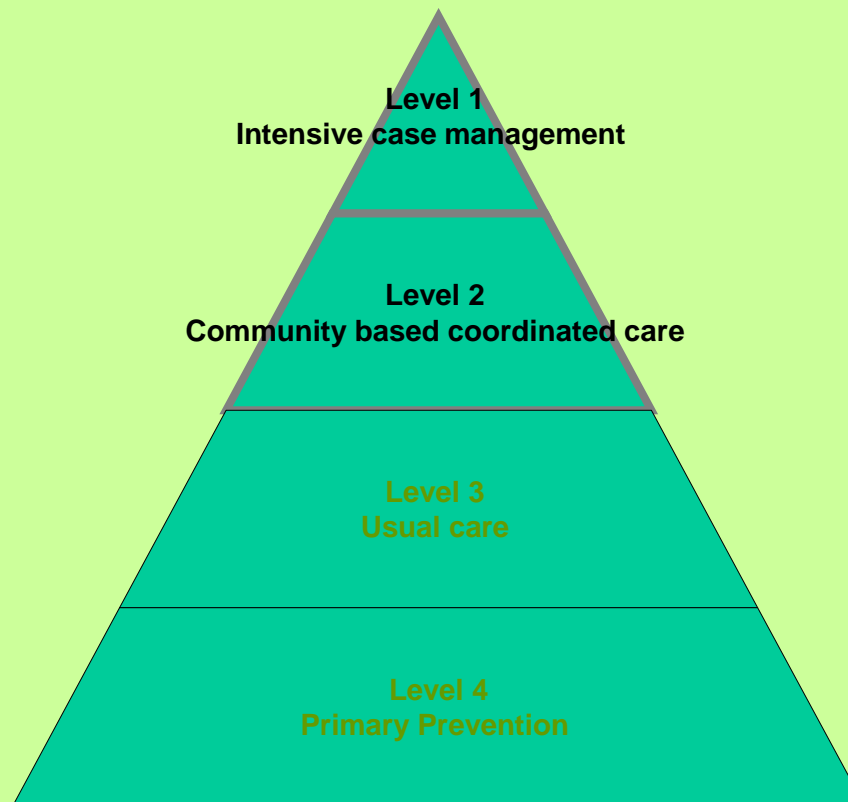 Level 1
Intensive case management
Level 2
Community based coordinated care
Level 3
Usual care
Level 4
Primary Prevention